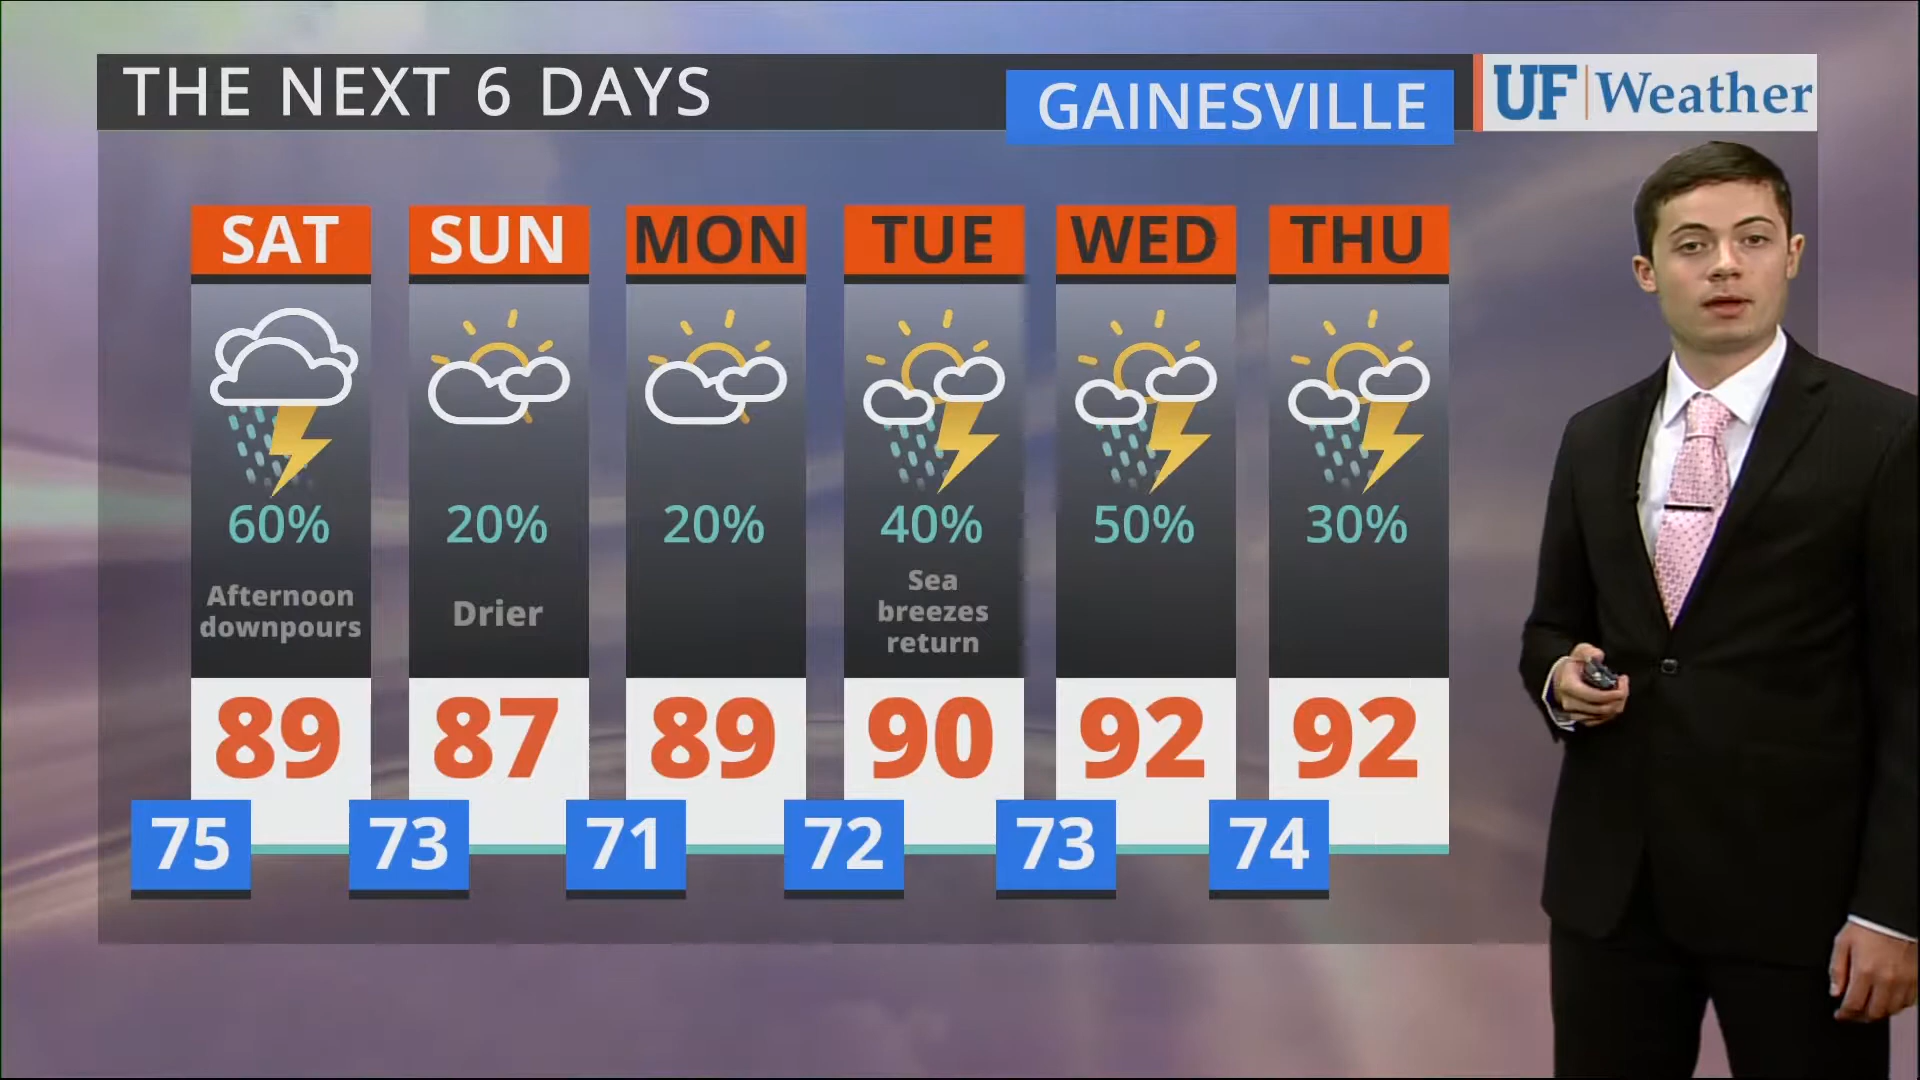 THE NEXT 6 DAYS
GAINESVILLE
UF Weather
SAT SUN MON TUE WED THU
60% 20% 20% 40% 50% 30%
Afternoon
downpours
Drier
Sea
breezes
return
89 87 89 90 92 92
75 73 71 72 73 74